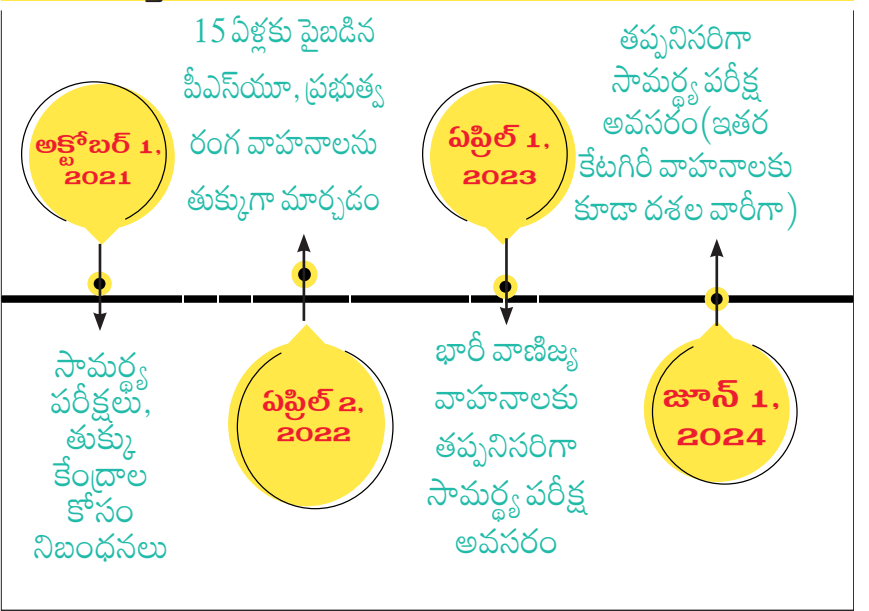 అక్టోబర్ 1,
2021
సామర్థ్య
పరీక్షలు,
తుక్కు
కేంద్రాల
కోసం
నిబంధనలు
15 ఏళ్లకు పైబడిన
పీఎస్‌యూ, ప్రభుత్వ
రంగ వాహనాలను
తుక్కుగా మార్చడం
ఏప్రిల్ 2,
2022
ఏప్రిల్ 1,
2023
భారీ వాణిజ్య
వాహనాలకు
తప్పనిసరిగా
సామర్థ్య పరీక్ష
అవసరం
తప్పనిసరిగా
సామర్థ్య పరీక్ష
అవసరం(ఇతర
కేటగిరీ వాహనాలకు
కూడా దశల వారీగా)
జూన్ 1,
2024